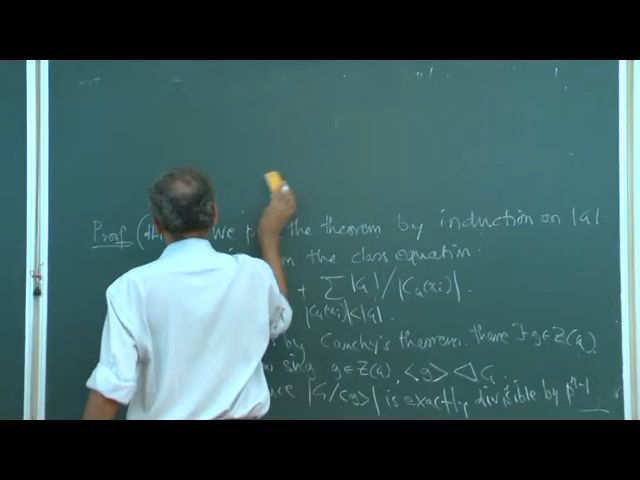 Proof (
we the theorem by induction on |G|.
the class equation.
+ ∑ |G| / |C_G(x_i)|.
|C_G(x_i)| < |G|.
by Cauchy's theorem. there ∃ g ∈ Z(G)
g ∈ Z(G), <g> ◁ G
|G/<g>| is exactly divisible by p^{n-1}